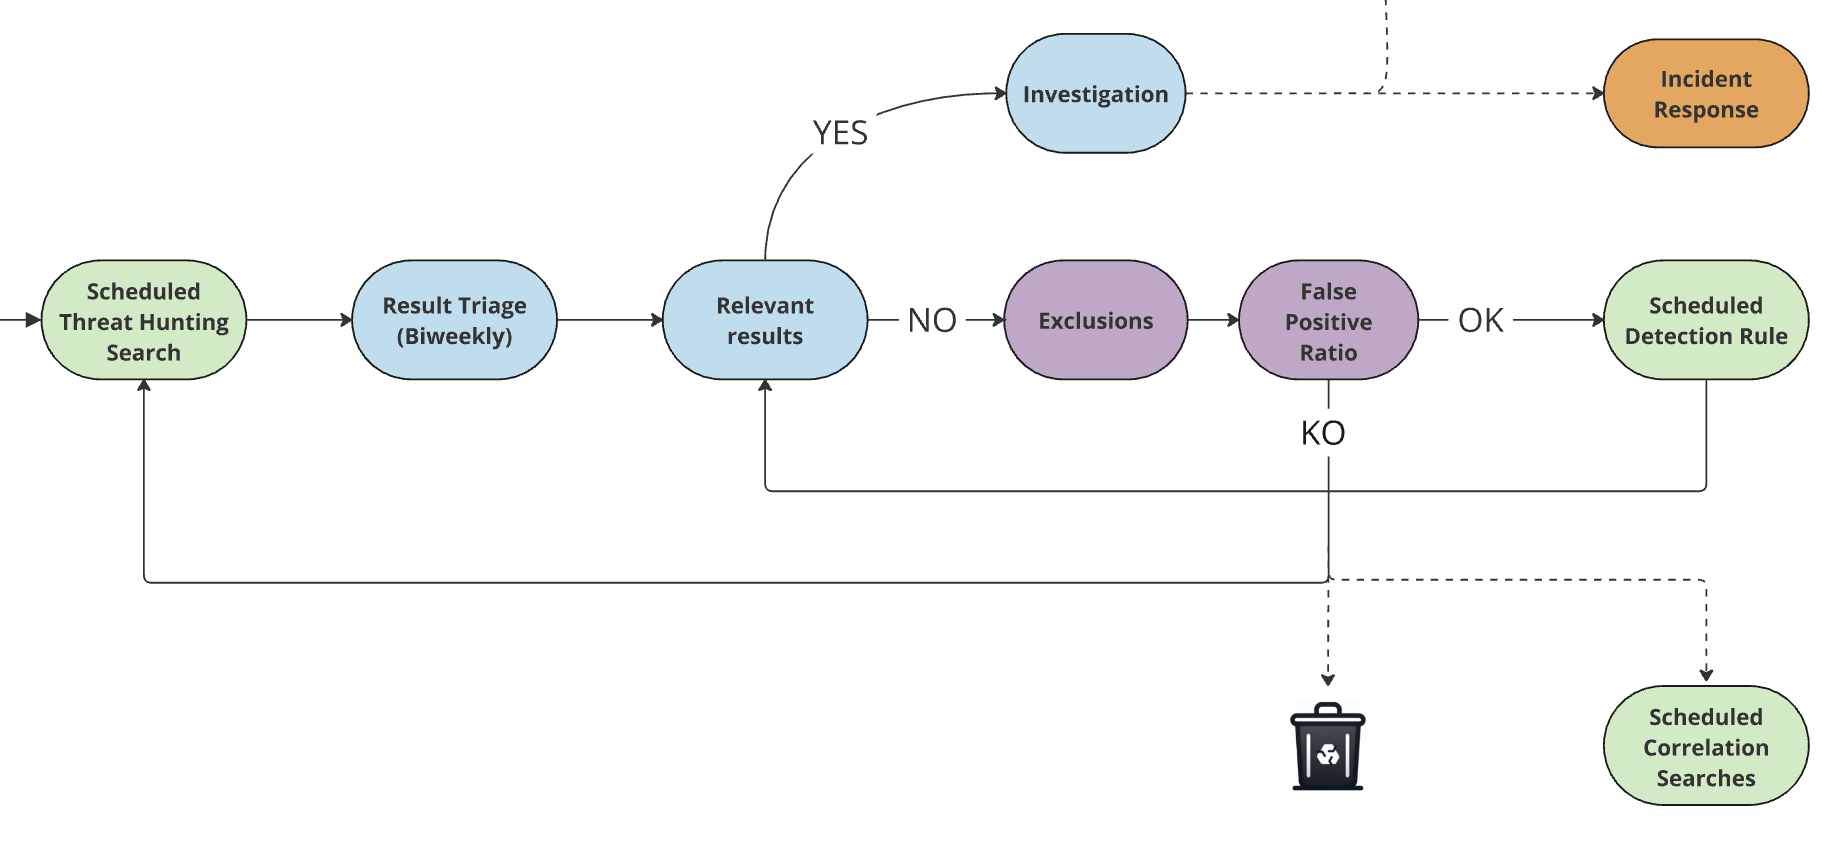 Investigation
Incident
Response
YES
Scheduled
Threat Hunting
Search
Result Triage
(Biweekly)
Relevant
results
NO
Exclusions
False
Positive
Ratio
OK
Scheduled
Detection Rule
KO
Scheduled
Correlation
Searches